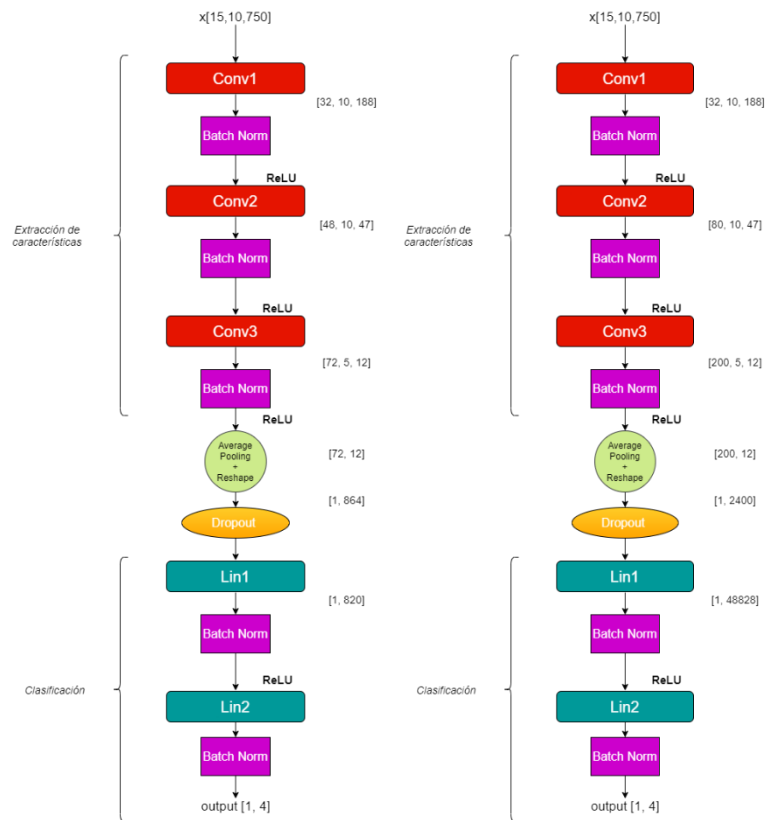 x[15,10,750]
Conv1
[32, 10, 188]
Batch Norm
ReLU
Conv2
[48, 10, 47]
Extracción de
características
Batch Norm
ReLU
Conv3
[72, 5, 12]
Batch Norm
ReLU
Average
Pooling
+
Reshape
[72, 12]
[1, 864]
Dropout
Lin1
[1, 820]
Batch Norm
ReLU
Clasificación
Lin2
Batch Norm
output [1, 4]
x[15,10,750]
Conv1
[32, 10, 188]
Batch Norm
ReLU
Conv2
[80, 10, 47]
Extracción de
características
Batch Norm
ReLU
Conv3
[200, 5, 12]
Batch Norm
ReLU
Average
Pooling
+
Reshape
[200, 12]
[1, 2400]
Dropout
Lin1
[1, 48828]
Batch Norm
ReLU
Clasificación
Lin2
Batch Norm
output [1, 4]